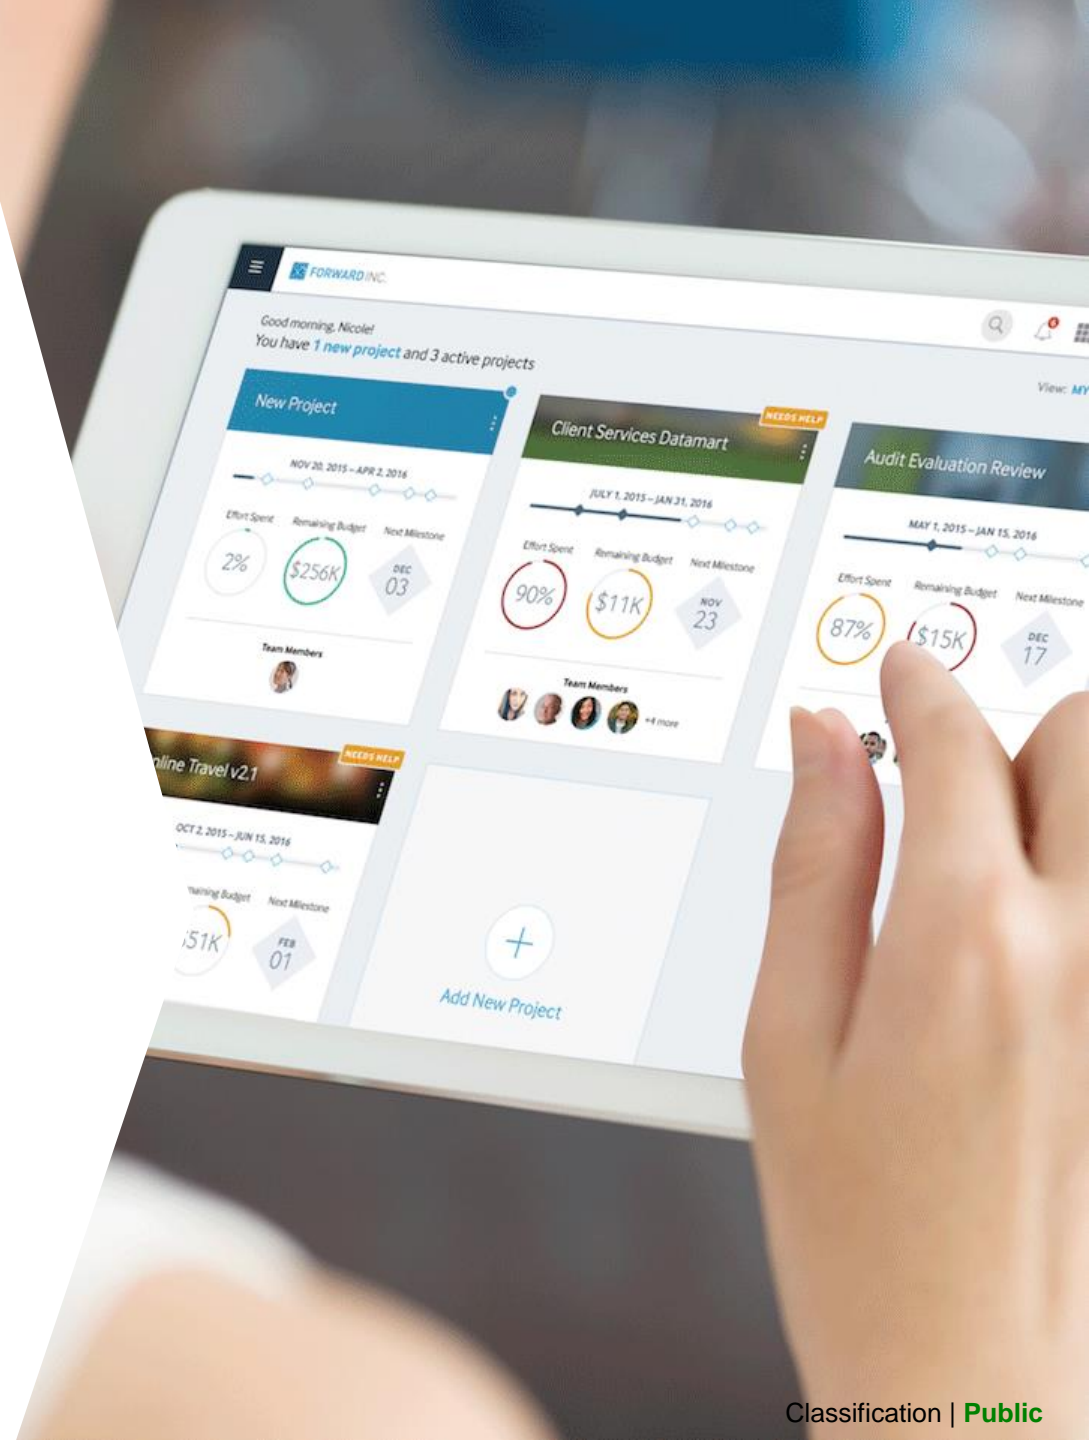 FORWARD INC.
6
Good morning, Nicole!
You have 1 new project and 3 active projects
View: MY
New Project
NOV 20, 2015 – APR 2, 2016
Effort Spent
Remaining Budget
Next Milestone
2%
$256K
DEC
03
Team Members
NEEDS HELP
Client Services Datamart
JULY 1, 2015 – JAN 31, 2016
Effort Spent
Remaining Budget
Next Milestone
90%
$11K
NOV
23
Team Members
+4 more
Audit Evaluation Review
MAY 1, 2015 – JAN 15, 2016
Effort Spent
Remaining Budget
Next Milestone
87%
$15K
DEC
17
NEEDS HELP
nline Travel v2.1
OCT 2, 2015 – JUN 15, 2016
maining Budget
Next Milestone
51K
FEB
01
Add New Project
Classification | Public